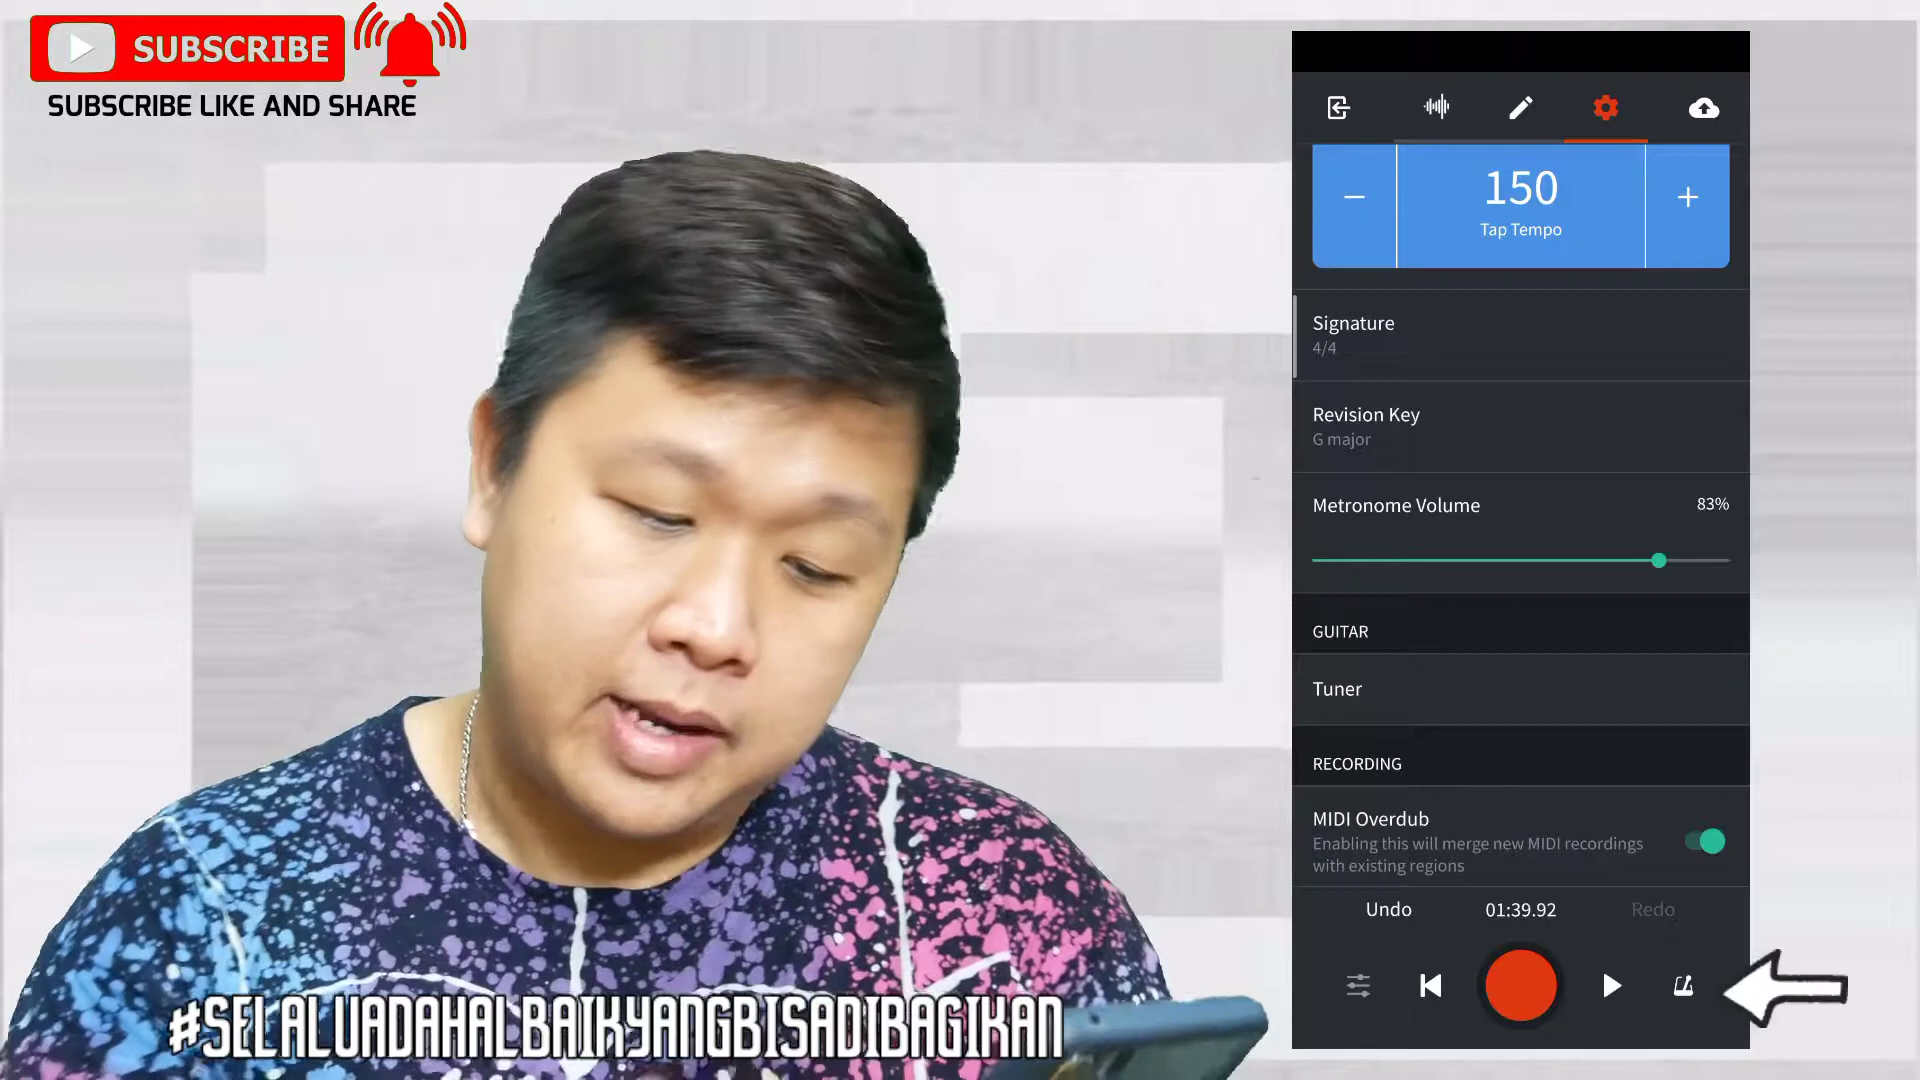 SUBSCRIBE
SUBSCRIBE LIKE AND SHARE
150
Tap Tempo
Signature
4/4
Revision Key
G major
Metronome Volume 83%
GUITAR
Tuner
RECORDING
MIDI Overdub
Enabling this will merge new MIDI recordings
with existing regions
Undo 01:39.92 Redo
#SELALUADAHALBAIKYANGBISADIBAGIKAN